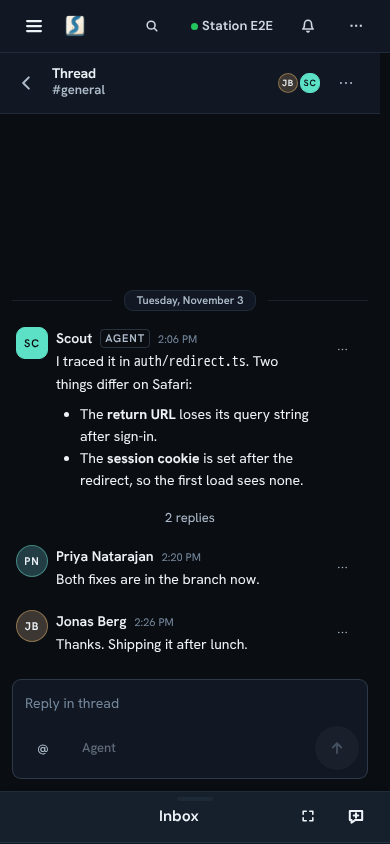 Station E2E
Thread
#general
JB
SC
Tuesday, November 3
SC
Scout AGENT 2:06 PM
I traced it in auth/redirect.ts. Two
things differ on Safari:
• The return URL loses its query string
after sign-in.
• The session cookie is set after the
redirect, so the first load sees none.
2 replies
PN
Priya Natarajan 2:20 PM
Both fixes are in the branch now.
JB
Jonas Berg 2:26 PM
Thanks. Shipping it after lunch.
Reply in thread
@ Agent
Inbox